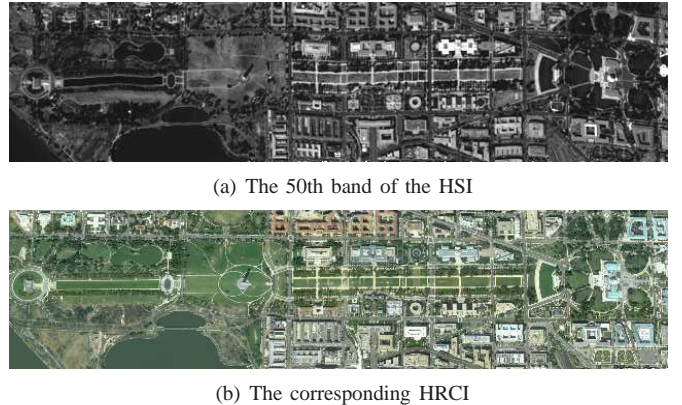 (a) The 50th band of the HSI
(b) The corresponding HRCI